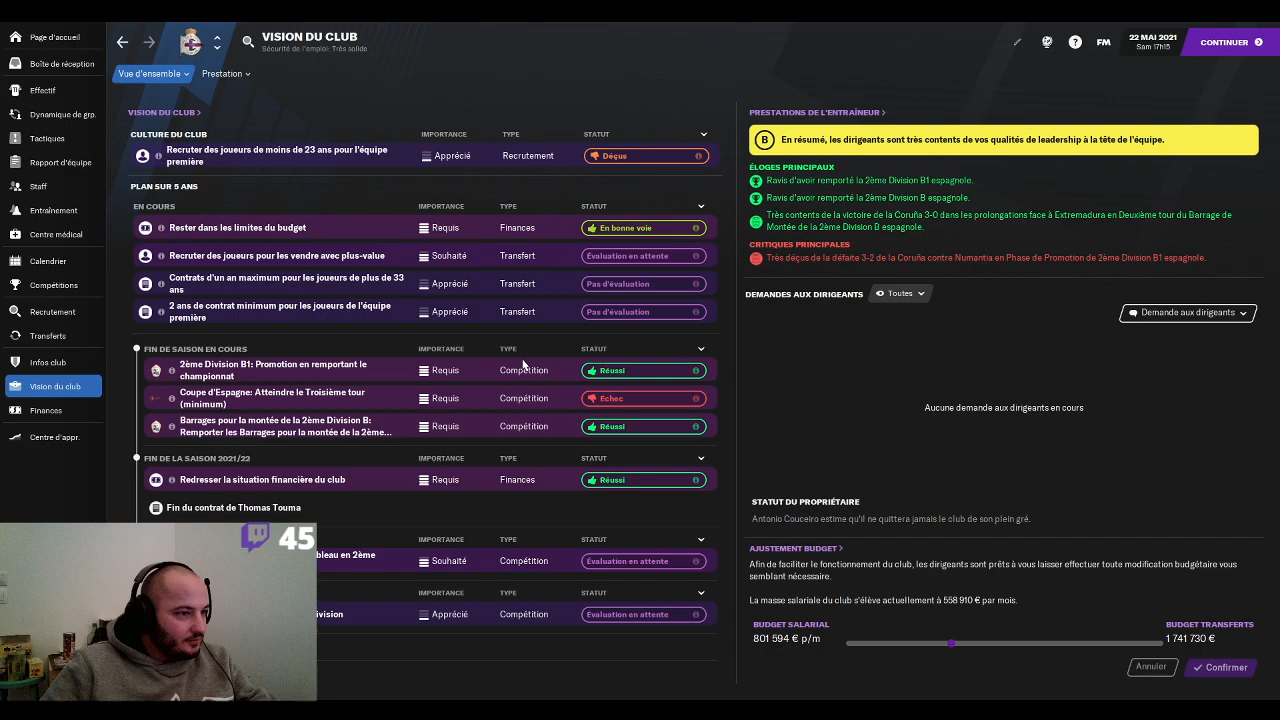 Page d'accueil
Boîte de réception
Effectif
Dynamique de grp.
Tactiques
Rapport d'équipe
Staff
Entraînement
Centre médical
Calendrier
Compétitions
Recrutement
Transferts
Infos club
Vision du club
Finances
Centre d'appr.
VISION DU CLUB
Sécurité de l'emploi: Très solide
FM
22 MAI 2021
Sam 17h15
CONTINUER
Vue d'ensemble
Prestation
VISION DU CLUB >
CULTURE DU CLUB IMPORTANCE TYPE STATUT
Recruter des joueurs de moins de 23 ans pour l'équipe
première
Apprécié Recrutement Déçus
PLAN SUR 5 ANS
EN COURS IMPORTANCE TYPE STATUT
Rester dans les limites du budget Requis Finances En bonne voie
Recruter des joueurs pour les vendre avec plus-value Souhaité Transfert Évaluation en attente
Contrats d'un an maximum pour les joueurs de plus de 33
ans
Apprécié Transfert Pas d'évaluation
2 ans de contrat minimum pour les joueurs de l'équipe
première
Apprécié Transfert Pas d'évaluation
FIN DE SAISON EN COURS IMPORTANCE TYPE STATUT
2ème Division B1: Promotion en remportant le
championnat
Requis Compétition Réussi
Coupe d'Espagne: Atteindre le Troisième tour
(minimum)
Requis Compétition Échec
Barrages pour la montée de la 2ème Division B:
Remporter les Barrages pour la montée de la 2ème...
Requis Compétition Réussi
FIN DE LA SAISON 2021/22 IMPORTANCE TYPE STATUT
Redresser la situation financière du club Requis Finances Réussi
Fin du contrat de Thomas Touma
45
IMPORTANCE TYPE STATUT
bleau en 2ème Souhaité Compétition Évaluation en attente
IMPORTANCE TYPE STATUT
ivision Apprécié Compétition Évaluation en attente
PRESTATIONS DE L'ENTRAÎNEUR >
B En résumé, les dirigeants sont très contents de vos qualités de leadership à la tête de l'équipe.
ÉLOGES PRINCIPAUX
Ravis d'avoir remporté la 2ème Division B1 espagnole.
Ravis d'avoir remporté la 2ème Division B espagnole.
Très contents de la victoire de la Coruña 3-0 dans les prolongations face à Extremadura en Deuxième tour du Barrage de
Montée de la 2ème Division B espagnole.
CRITIQUES PRINCIPALES
Très déçus de la défaite 3-2 de la Coruña contre Numantia en Phase de Promotion de 2ème Division B1 espagnole.
DEMANDES AUX DIRIGEANTS Toutes
Demande aux dirigeants
Aucune demande aux dirigeants en cours
STATUT DU PROPRIÉTAIRE
Antonio Couceiro estime qu'il ne quittera jamais le club de son plein gré.
AJUSTEMENT BUDGET >
Afin de faciliter le fonctionnement du club, les dirigeants sont prêts à vous laisser effectuer toute modification budgétaire vous
semblant nécessaire.
La masse salariale du club s'élève actuellement à 558 910 € par mois.
BUDGET SALARIAL BUDGET TRANSFERTS
801 594 € p/m 1 741 730 €
Annuler Confirmer